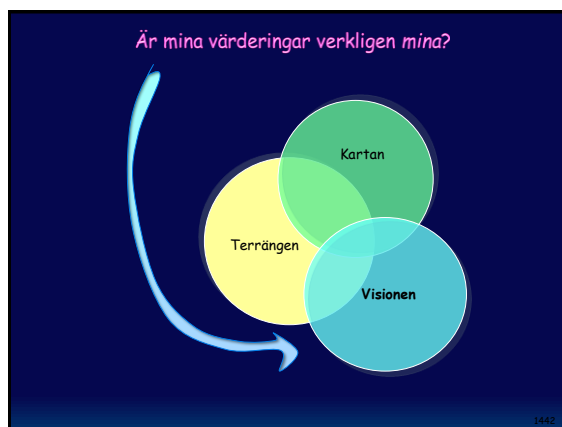 Är mina värderingar verkligen mina?
Kartan
Terrängen
Visionen
1442